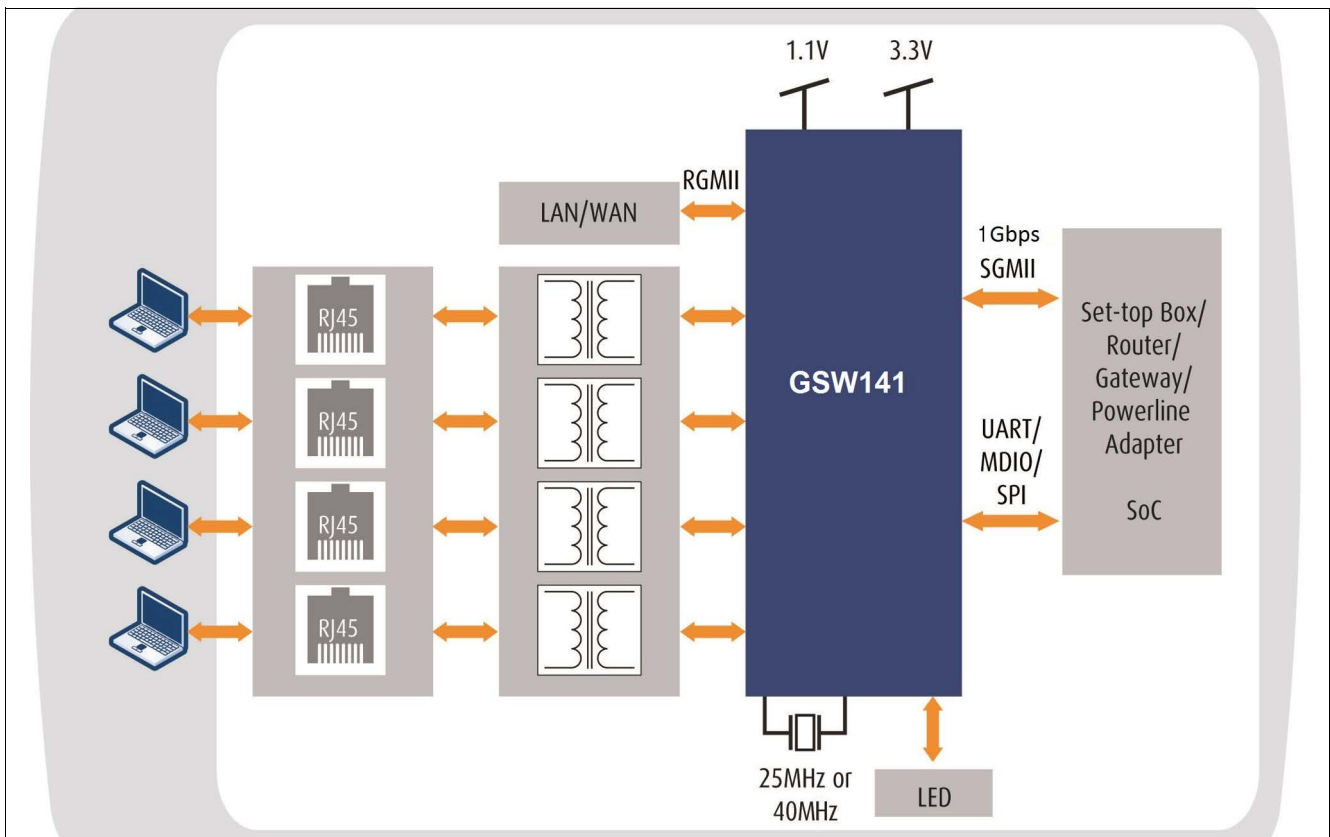 1.1V
3.3V
RGMII
LAN/WAN
1Gbps
SGMII
RJ45
RJ45
RJ45
RJ45
GSW141
Set-top Box/
Router/
Gateway/
Powerline
Adapter
SoC
UART/
MDIO/
SPI
25MHz or
40MHz
LED